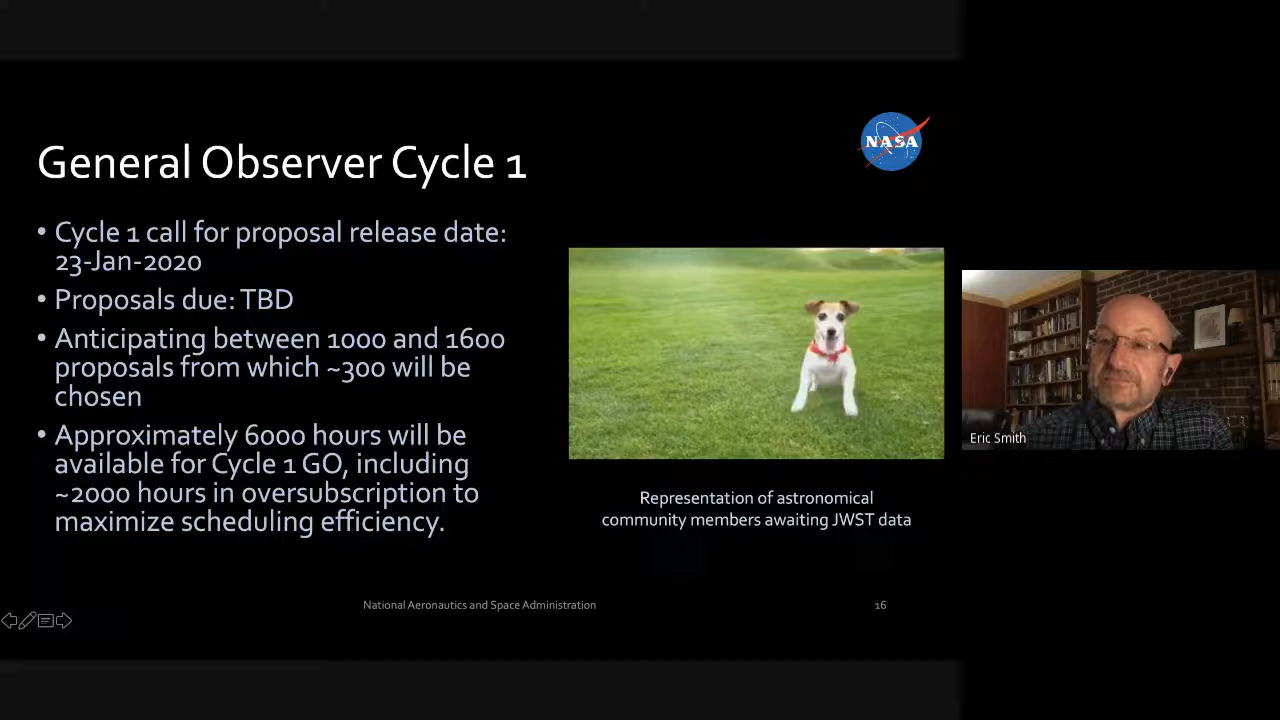 NASA
General Observer Cycle 1
• Cycle 1 call for proposal release date:
23-Jan-2020
• Proposals due: TBD
• Anticipating between 1000 and 1600
proposals from which ~300 will be
chosen
• Approximately 6000 hours will be
available for Cycle 1 GO, including
~2000 hours in oversubscription to
maximize scheduling efficiency.
Representation of astronomical
community members awaiting JWST data
Eric Smith
National Aeronautics and Space Administration
16